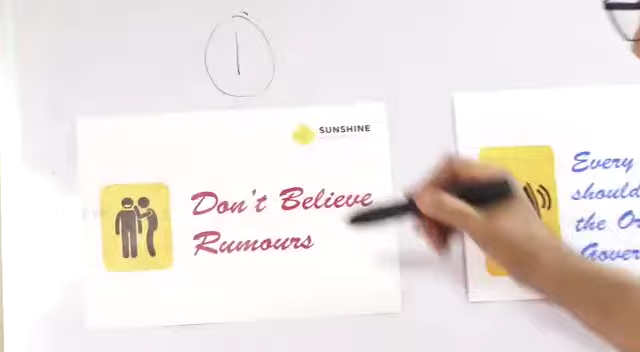 1
SUNSHINE
Don't Believe
Rumours
Every
should
the